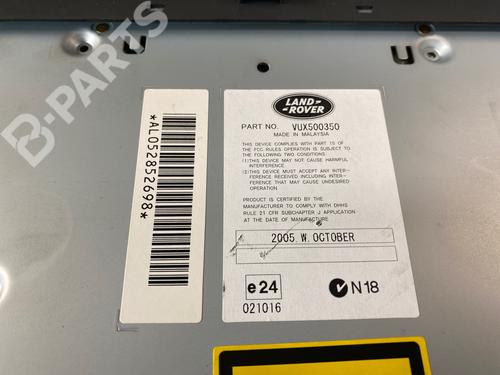 B-PARTS
LAND-
ROVER
PART NO. VUX500350
MADE IN MALAYSIA
THIS DEVICE COMPLIES WITH PART 15 OF
THE FCC RULES OPERATION IS SUBJECT TO
THE FOLLOWING TWO CONDITIONS
(1) THIS DEVICE MAY NOT CAUSE HARMFUL
INTERFERENCE.
(2) THIS DEVICE MUST ACCEPT ANY INTER-
FERENCE RECEIVED INCLUDING INTER-
FERENCE THAT MAY CAUSE UNDESIRED
OPERATION.
PRODUCT IS CERTIFIED BY THE
MANUFACTURER TO COMPLY WITH DHHS
RULE 21 CFR SUBCHAPTER J APPLICATION
AT THE DATE OF MANUFACTURE
2005 W. OCTOBER
e24
021016
N18
*ALG52852698*